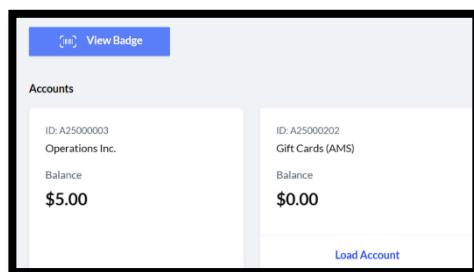 View Badge
Accounts
ID: A25000003
Operations Inc.
Balance
$5.00
ID: A25000202
Gift Cards (AMS)
Balance
$0.00
Load Account